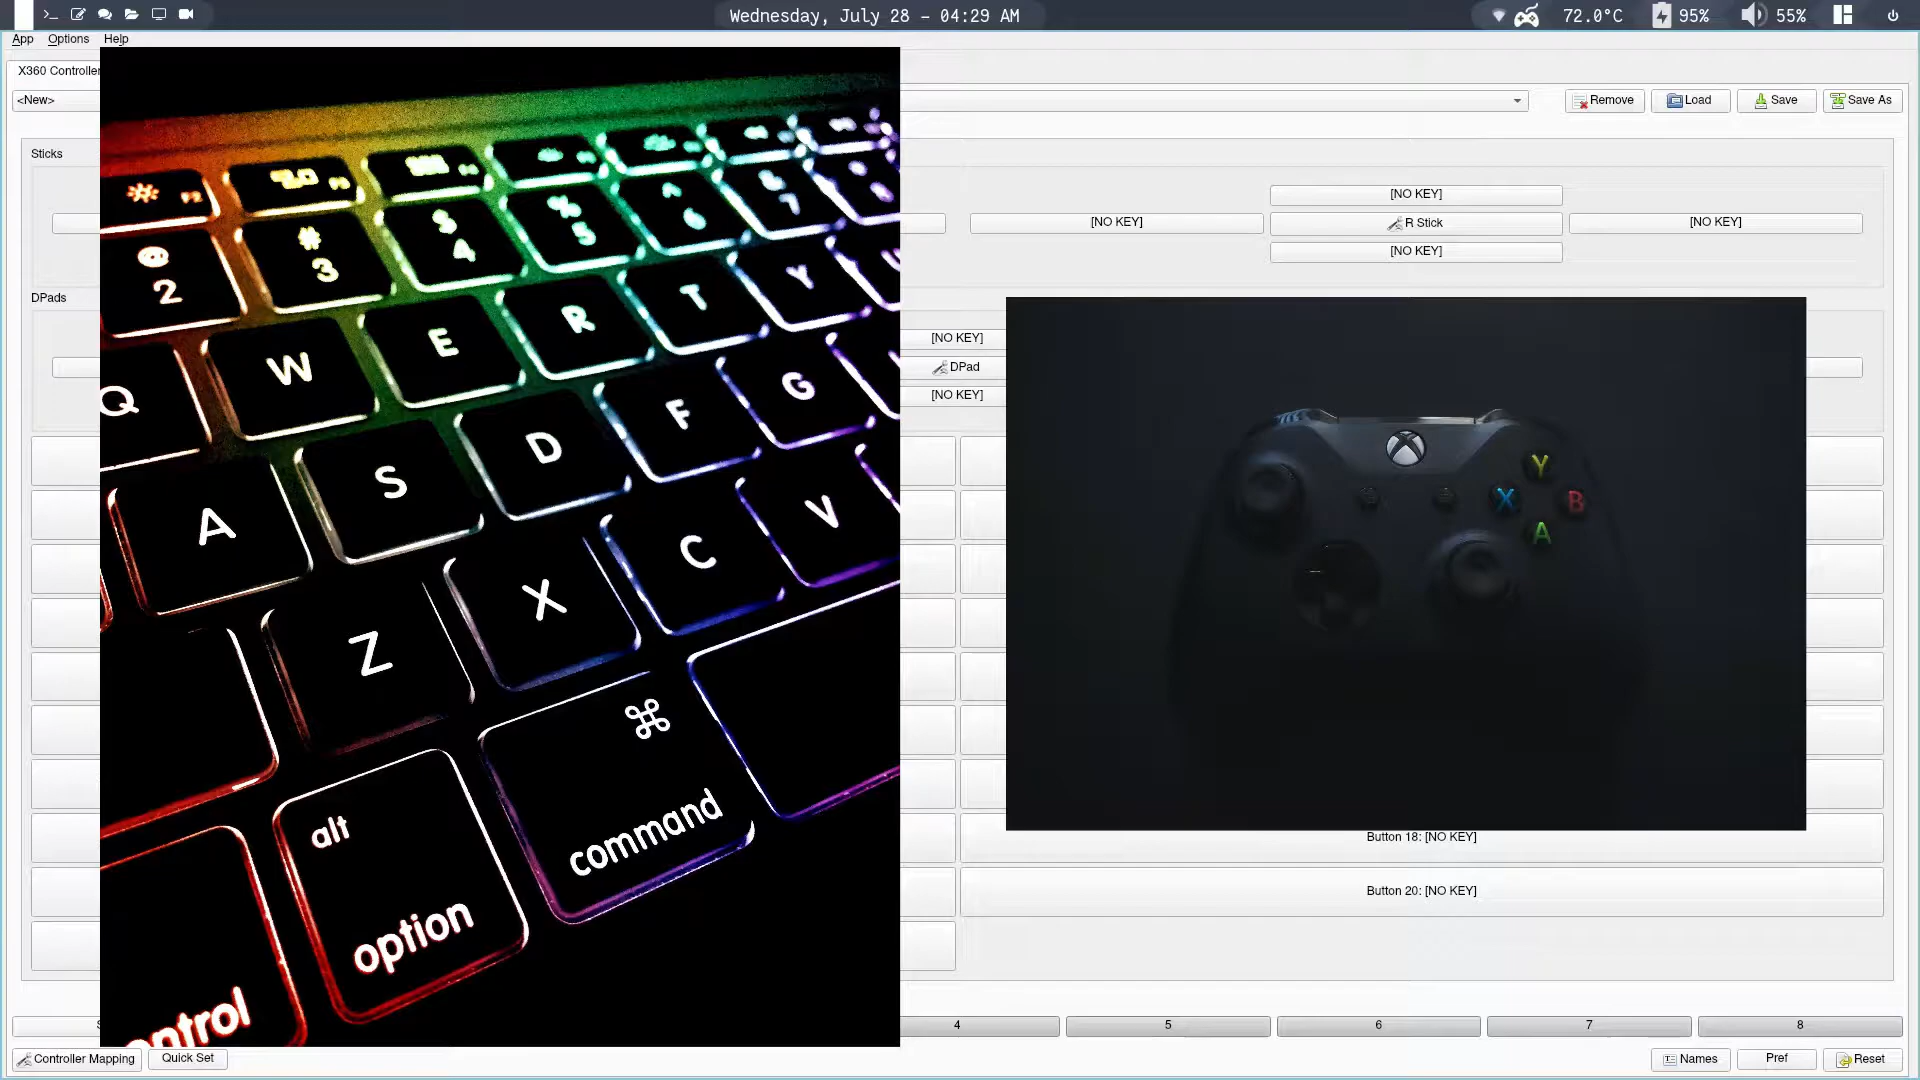 Wednesday, July 28 – 04:29 AM
72.0°C
95%
55%
App Options Help
X360 Controller
<New>
Remove
Load
Save
Save As
Sticks
[NO KEY]
[NO KEY]
R Stick
[NO KEY]
[NO KEY]
DPads
[NO KEY]
DPad
[NO KEY]
@ # $ % ^
2 3 4 5 6 7
Q W E R T Y
A S D F G
Z X C V
⌘
command
alt
option
ontrol
Y
X
B
A
Button 18: [NO KEY]
Button 20: [NO KEY]
4
5
6
7
8
Controller Mapping
Quick Set
Names
Pref
Reset